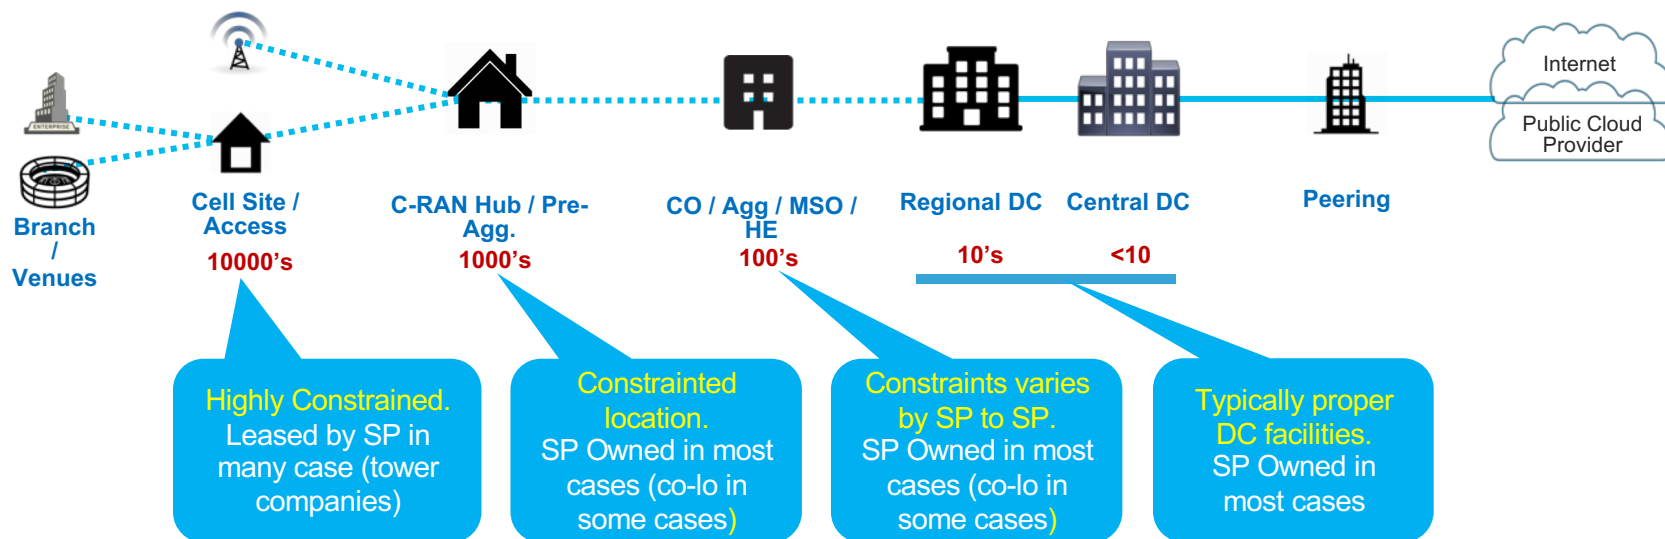 Internet
Public Cloud
Provider
ENTERPRISE
Branch
/
Venues
Cell Site /
Access
10000's
C-RAN Hub / Pre-
Agg.
1000's
CO / Agg / MSO /
HE
100's
Regional DC
10's
Central DC
<10
Peering
Highly Constrained.
Leased by SP in
many case (tower
companies)
Constrainted
location.
SP Owned in most
cases (co-lo in
some cases)
Constraints varies
by SP to SP.
SP Owned in most
cases (co-lo in
some cases)
Typically proper
DC facilities.
SP Owned in
most cases